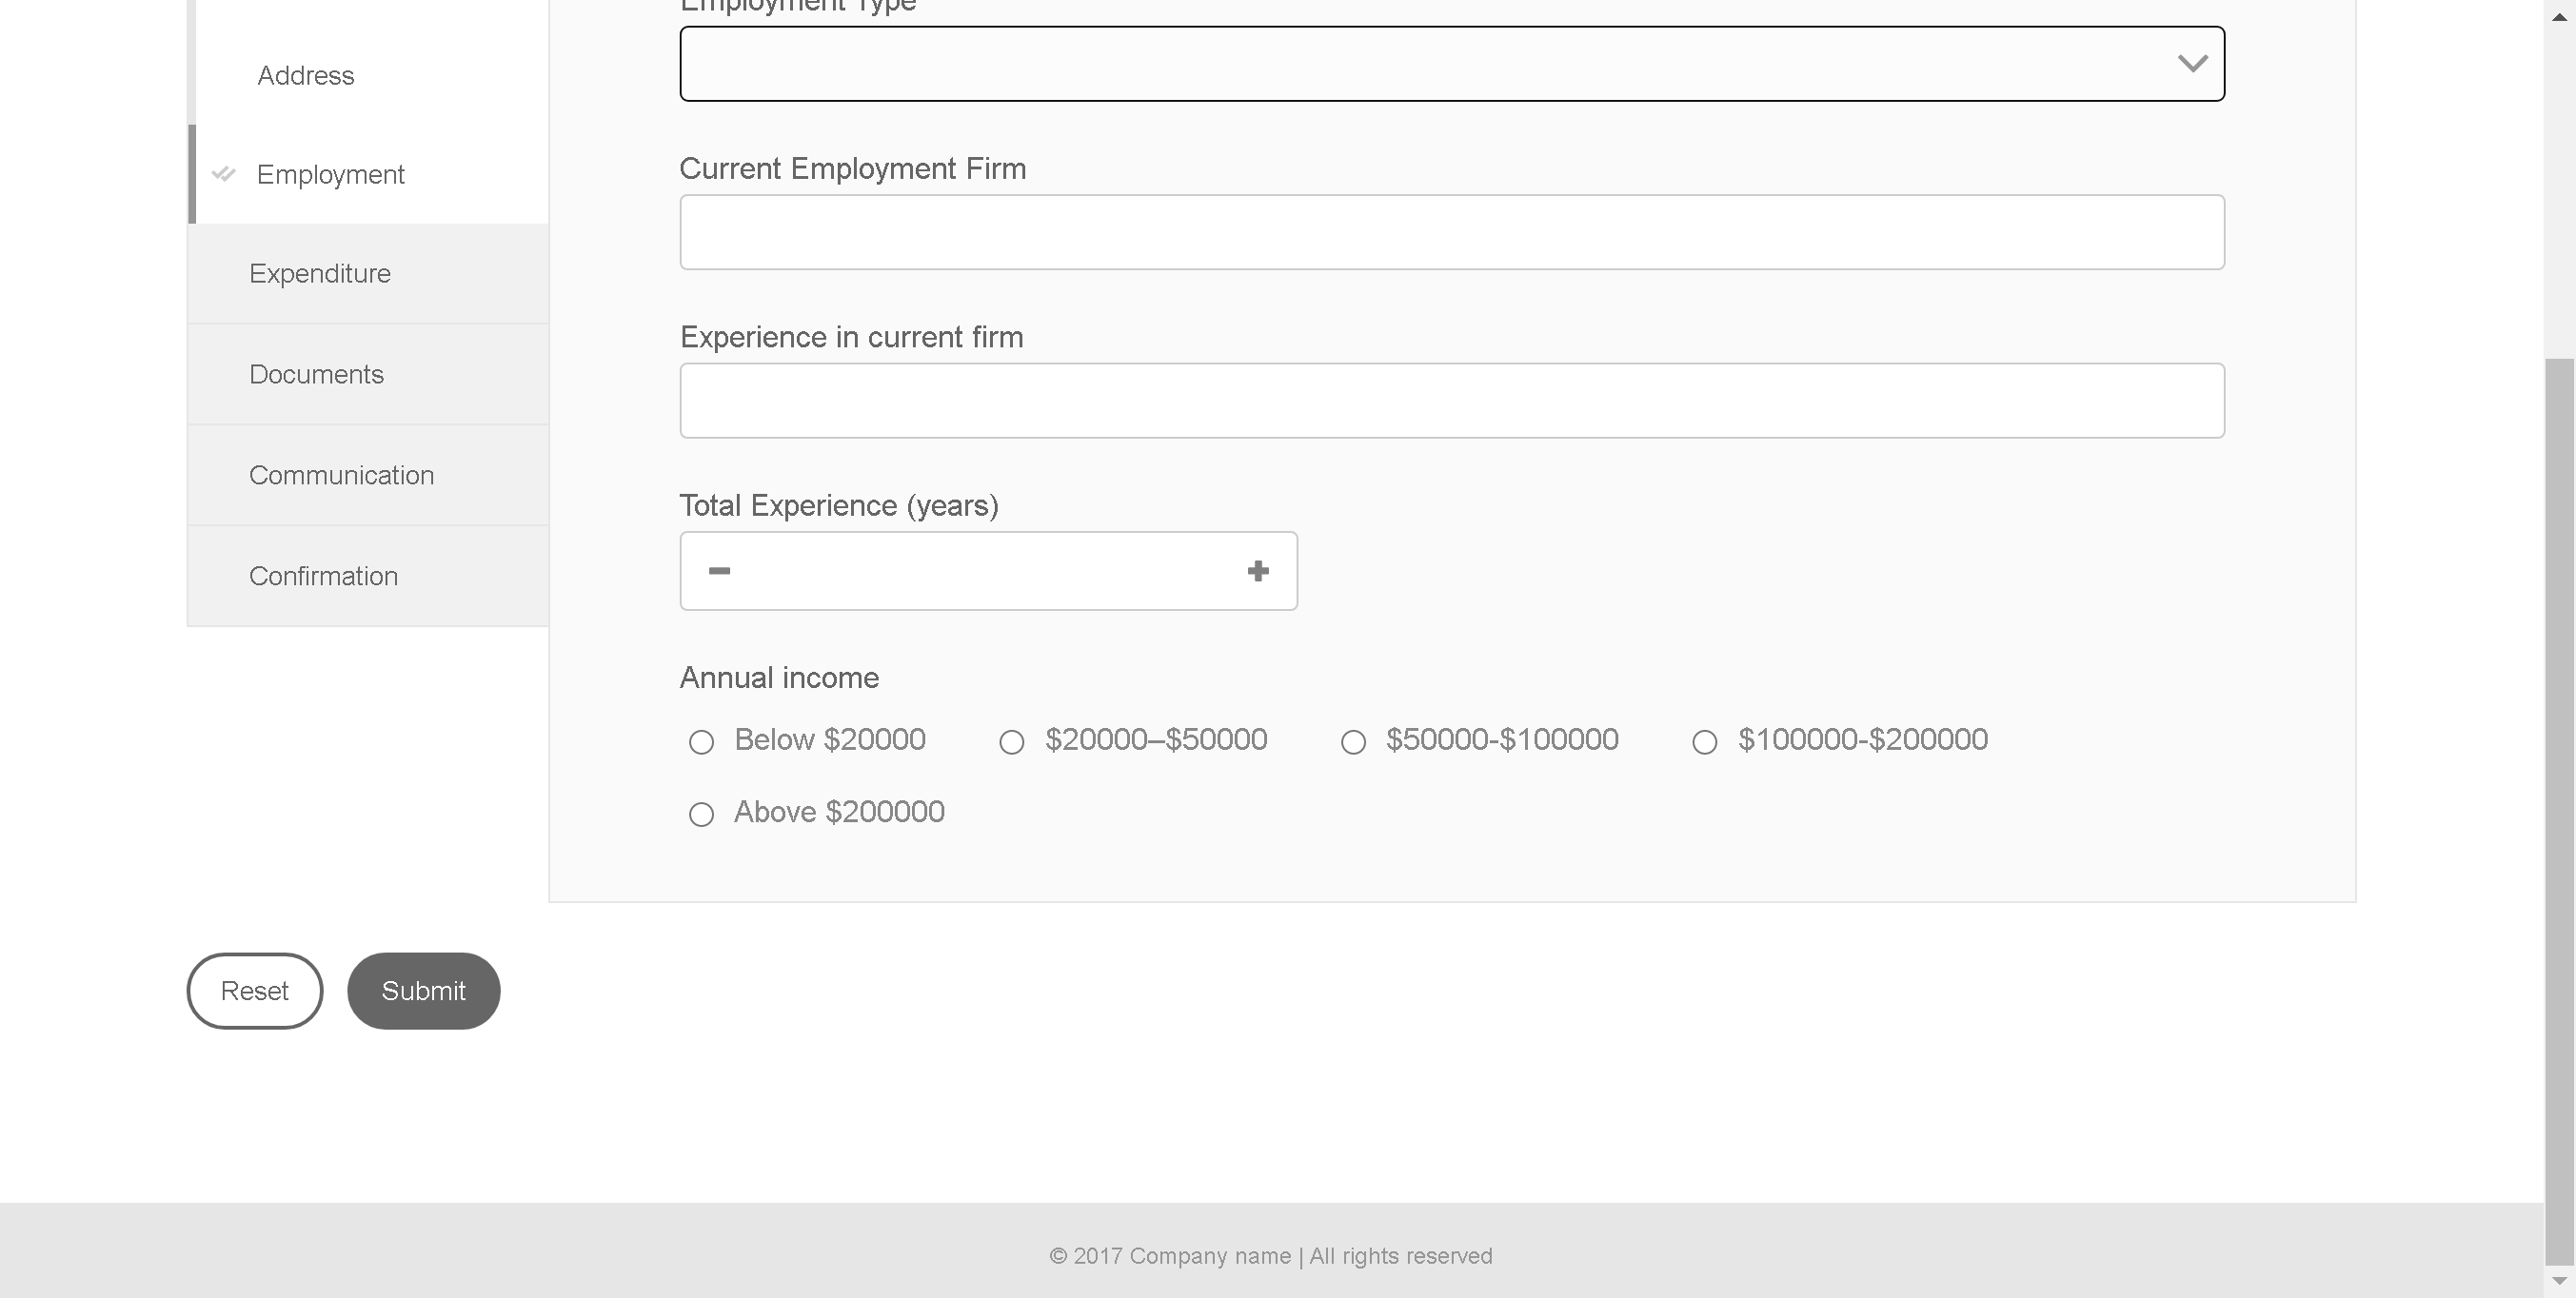 Employment Type
Address
Employment
Expenditure
Documents
Communication
Confirmation
Current Employment Firm
Experience in current firm
Total Experience (years)
Annual income
Below $20000
$20000–$50000
$50000-$100000
$100000-$200000
Above $200000
Reset
Submit
© 2017 Company name | All rights reserved